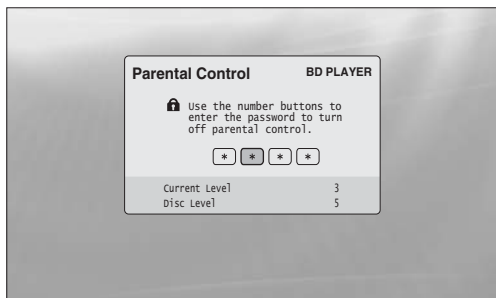 Parental Control BD PLAYER
Use the number buttons to
enter the password to turn
off parental control.
* * * *
Current Level 3
Disc Level 5